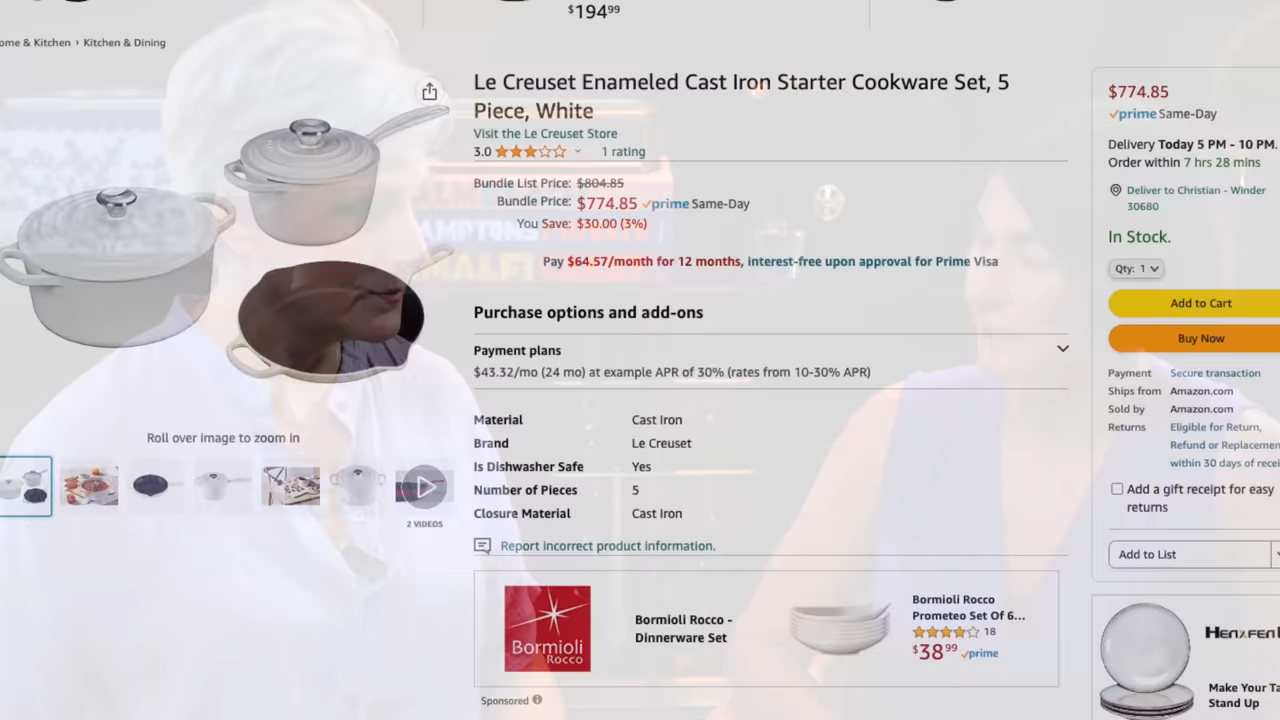 $194⁹⁹
ome & Kitchen › Kitchen & Dining
Le Creuset Enameled Cast Iron Starter Cookware Set, 5
Piece, White
Visit the Le Creuset Store
3.0
1 rating
Bundle List Price: $804.85
Bundle Price: $774.85 prime Same-Day
You Save: $30.00 (3%)
Pay $64.57/month for 12 months, interest-free upon approval for Prime Visa
Purchase options and add-ons
Payment plans
$43.32/mo (24 mo) at example APR of 30% (rates from 10-30% APR)
Material Cast Iron
Brand Le Creuset
Is Dishwasher Safe Yes
Number of Pieces 5
Closure Material Cast Iron
Report incorrect product information.
Roll over image to zoom in
2 VIDEOS
Bormioli
Rocco
Bormioli Rocco -
Dinnerware Set
Bormioli Rocco
Prometeo Set Of 6...
18
$38⁹⁹ prime
Sponsored
$774.85
prime Same-Day
Delivery Today 5 PM - 10 PM.
Order within 7 hrs 28 mins
Deliver to Christian - Winder
30680
In Stock.
Qty: 1
Add to Cart
Buy Now
Payment Secure transaction
Ships from Amazon.com
Sold by Amazon.com
Returns Eligible for Return,
Refund or Replacemen
within 30 days of recei
Add a gift receipt for easy
returns
Add to List
Make Your Ta
Stand Up